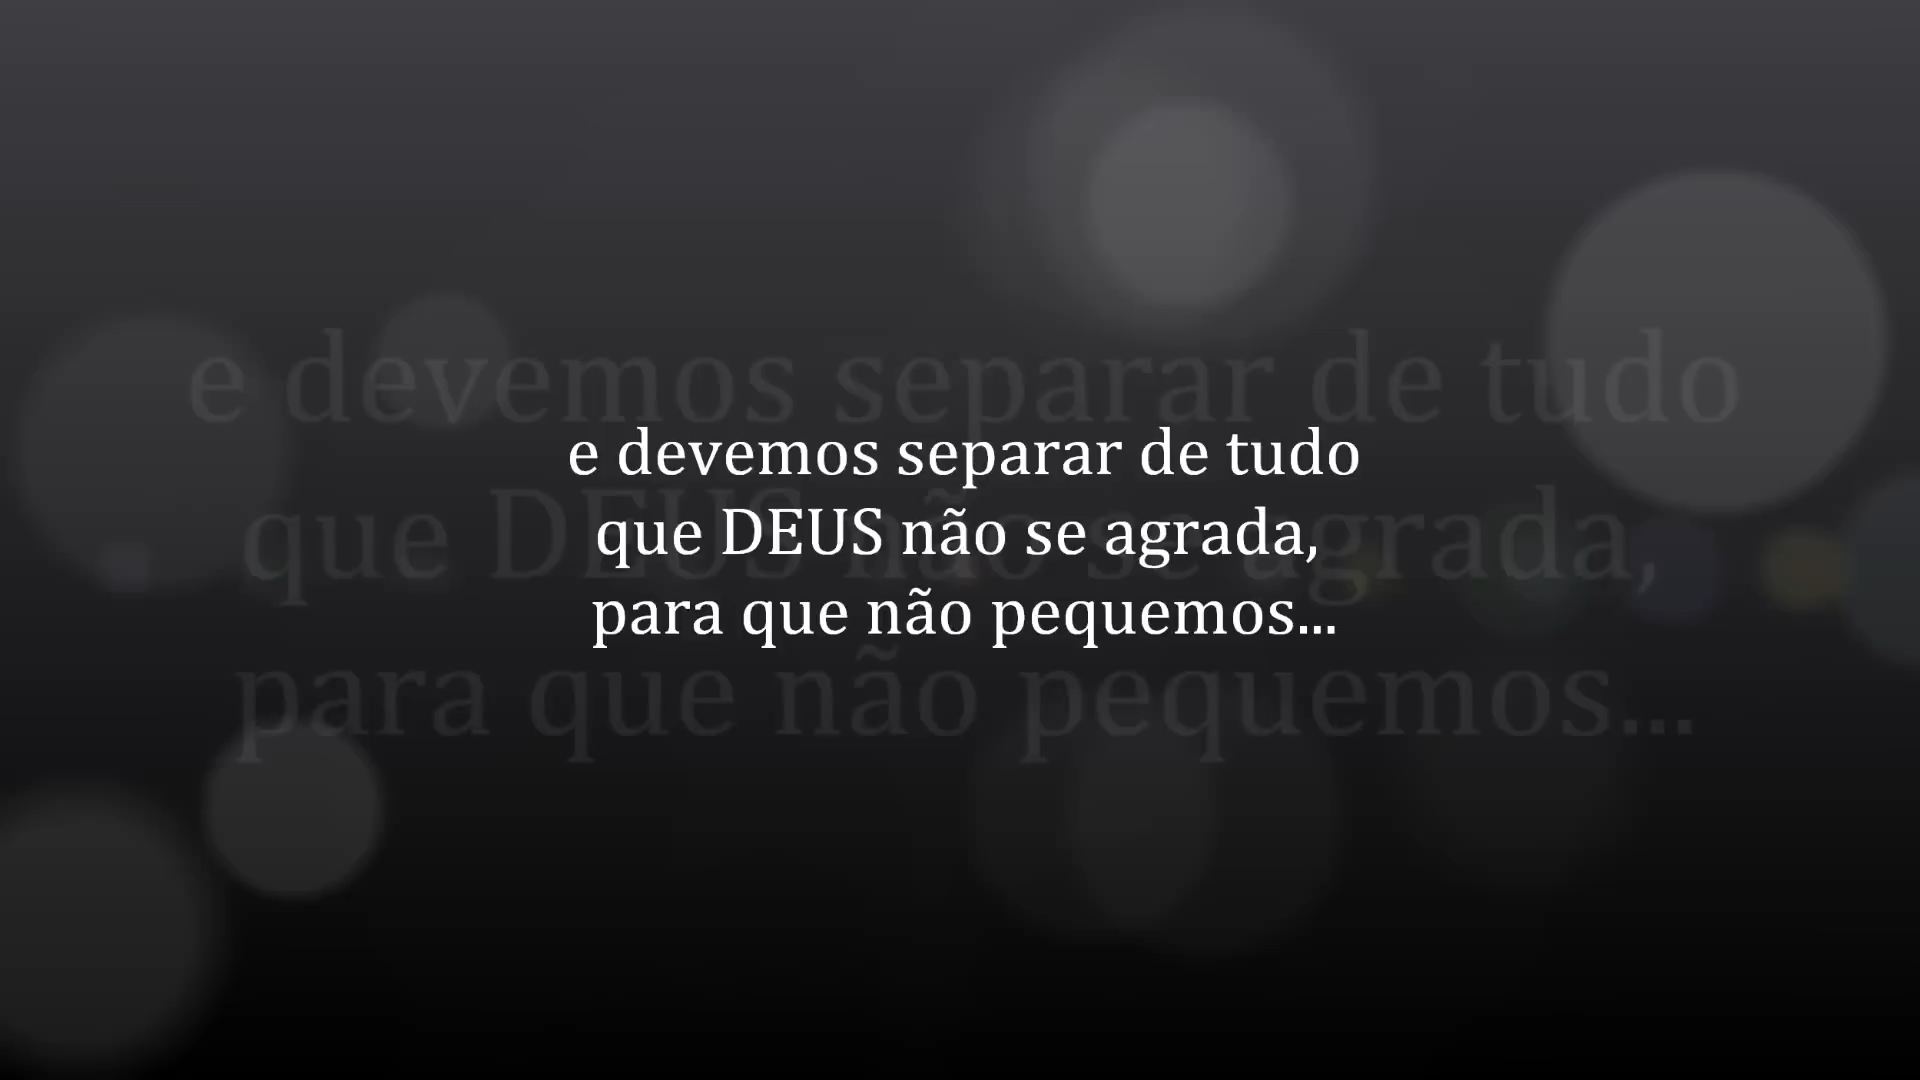 e devemos separar de tudo
que DEUS não se agrada,
para que não pequemos...